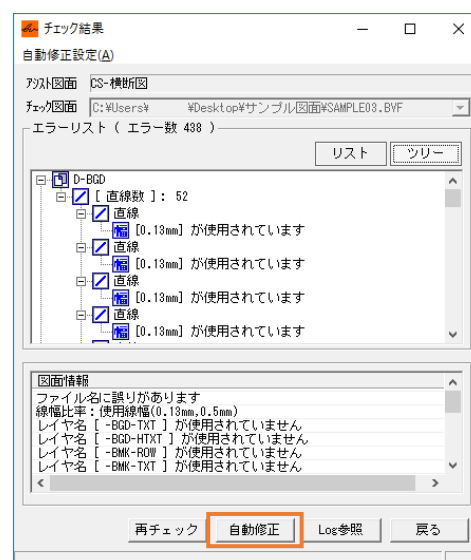 チェック結果
自動修正設定(A)
アシスト図面 CS-横断図
チェック図面 C:¥Users¥ ¥Desktop¥サンプル図面¥SAMPLE03.BVF
エラーリスト ( エラー数 438 )
リスト ツリー
D-BGD
[ 直線数 ]: 52
直線
幅 [0.13mm] が使用されています
直線
幅 [0.13mm] が使用されています
直線
幅 [0.13mm] が使用されています
直線
幅 [0.13mm] が使用されています
図面情報
ファイル名に誤りがあります
線幅比率：使用線幅(0.13mm,0.5mm)
レイヤ名 [ -BGD-TXT ] が使用されていません
レイヤ名 [ -BGD-HTXT ] が使用されていません
レイヤ名 [ -BMK-ROW ] が使用されていません
レイヤ名 [ -BMK-TXT ] が使用されていません
再チェック 自動修正 Log参照 戻る